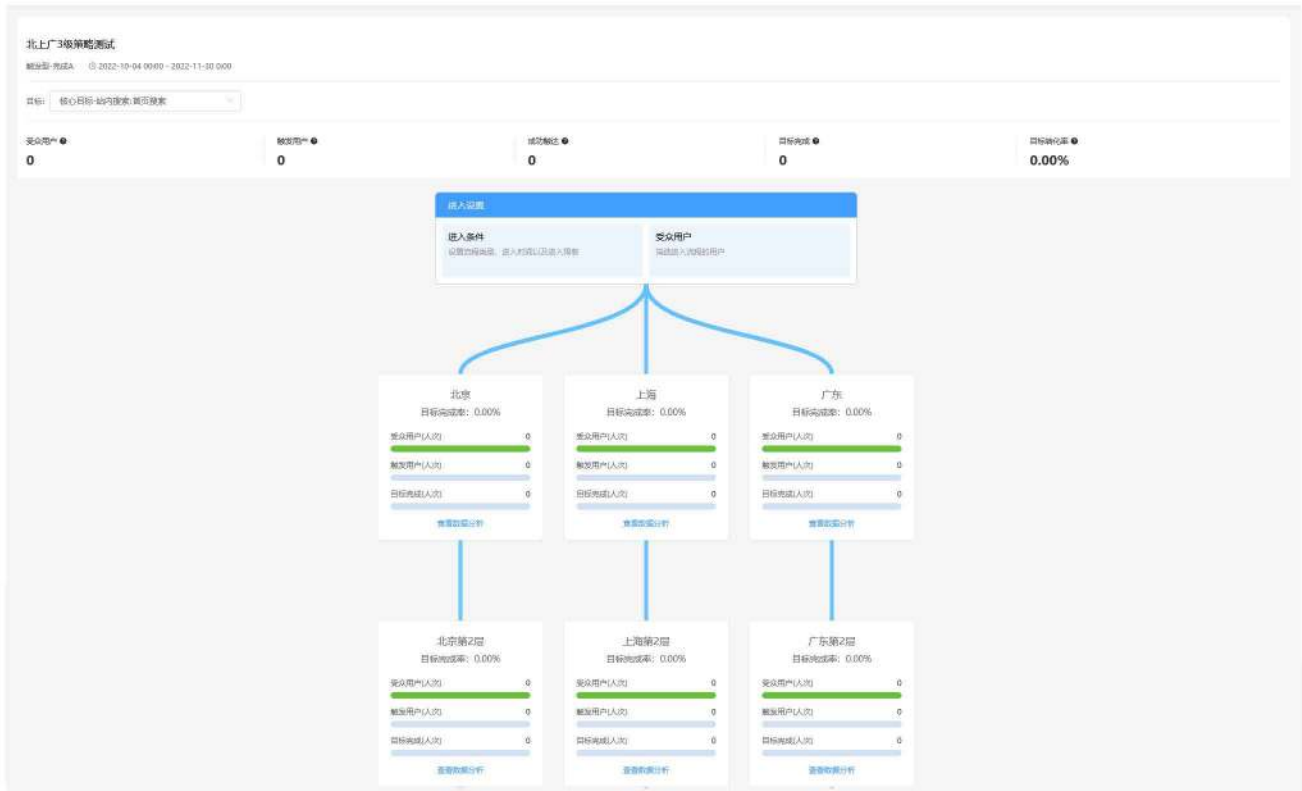 北上广3级策略测试
触发型-完成A 2022-10-04 00:00 - 2022-11-30 0:00
目标: 核心目标-站内搜索:首页搜索
受众用户 触发用户 成功触达 目标完成 目标转化率
0 0 0 0 0.00%
进入设置
进入条件 受众用户
设置流程类型、进入时间以及进入限制 筛选进入流程的用户
北京 上海 广东
目标完成率: 0.00% 目标完成率: 0.00% 目标完成率: 0.00%
受众用户(人次) 0 受众用户(人次) 0 受众用户(人次) 0
触发用户(人次) 0 触发用户(人次) 0 触发用户(人次) 0
目标完成(人次) 0 目标完成(人次) 0 目标完成(人次) 0
查看数据分析 查看数据分析 查看数据分析
北京第2层 上海第2层 广东第2层
目标完成率: 0.00% 目标完成率: 0.00% 目标完成率: 0.00%
受众用户(人次) 0 受众用户(人次) 0 受众用户(人次) 0
触发用户(人次) 0 触发用户(人次) 0 触发用户(人次) 0
目标完成(人次) 0 目标完成(人次) 0 目标完成(人次) 0
查看数据分析 查看数据分析 查看数据分析